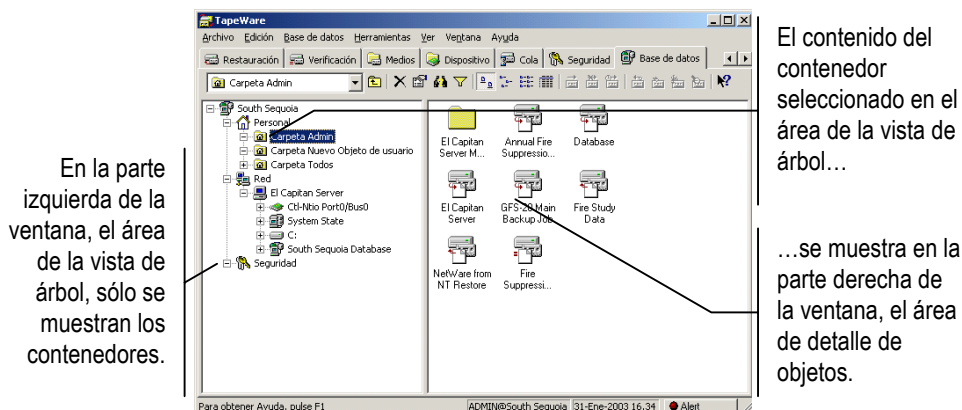 TapeWare
Archivo Edición Base de datos Herramientas Ver Ventana Ayuda
Restauración Verificación Medios Dispositivo Cola Seguridad Base de datos
Carpeta Admin
South Sequoia
Personal
Carpeta Admin
Carpeta Nuevo Objeto de usuario
Carpeta Todos
Red
El Capitan Server
Ctl-Ntio Port0/Bus0
System State
C:
South Sequoia Database
Seguridad
El Capitan
Server M...
Annual Fire
Suppressio...
Database
El Capitan
Server
GFS-20 Main
Backup Job
Fire Study
Data
NetWare from
NT Restore
Fire
Suppressi...
Para obtener Ayuda, pulse F1
ADMIN@South Sequoia 31-Ene-2003 16.34 Alert
En la parte
izquierda de la
ventana, el área
de la vista de
árbol, sólo se
muestran los
contenedores.
El contenido del
contenedor
seleccionado en el
área de la vista de
árbol…
…se muestra en la
parte derecha de
la ventana, el área
de detalle de
objetos.